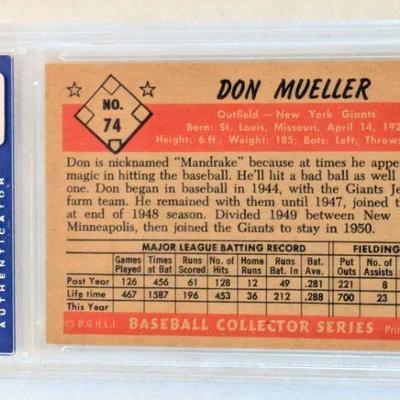 AUTHENTICATOR
NO.
74
DON MUELLER
Outfield—New York Giants
Born: St. Louis, Missouri, April 14, 192
Height: 6 ft.; Weight: 185; Bats: Left; Throws
Don is nicknamed "Mandrake" because at times he appe
magic in hitting the baseball. He'll hit a bad ball as well
one. Don began in baseball in 1944, with the Giants Je
farm team. He remained with them until 1947, joined t
at end of 1948 season. Divided 1949 between New
Minneapolis, then joined the Giants to stay in 1950.
MAJOR LEAGUE BATTING RECORD FIELDING
Games Played Times at Bat Runs Scored No. of Hits Home Runs Runs Bat. In Bat. Ave. Put Outs No. of Assists
Past Year 126 456 61 128 12 49 .281 221 8
Life time 467 1587 196 453 36 212 .288 700 23
This Year
© B.G.H.L.I. BASEBALL COLLECTOR SERIES Prin